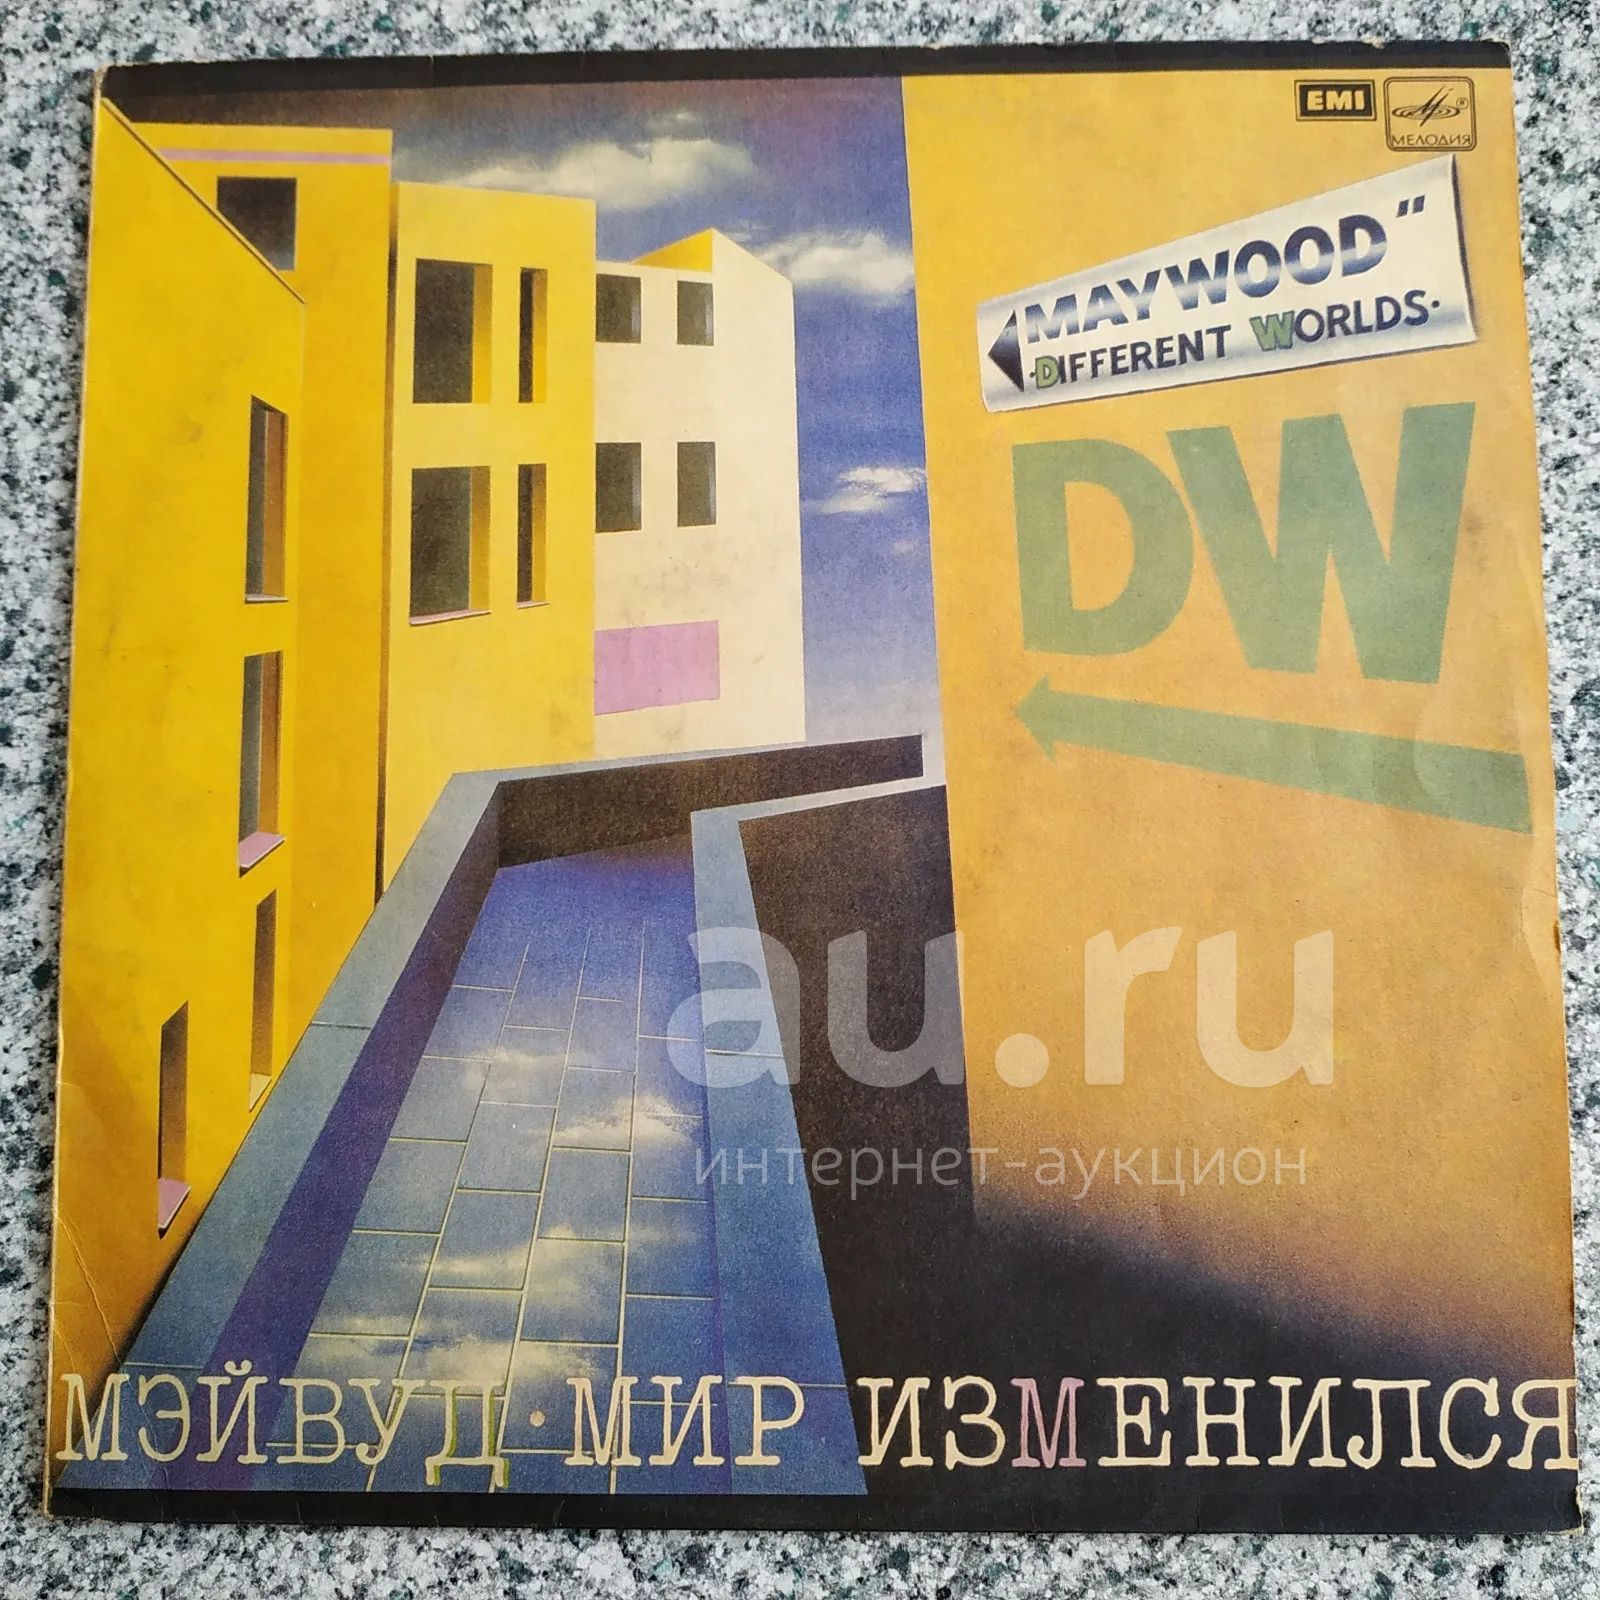 EMI
МЕЛОДИЯ
MAYWOOD"
·DIFFERENT WORLDS·
DW
au.ru
интернет-аукцион
МЭЙВУД·МИР ИЗМЕНИЛСЯ